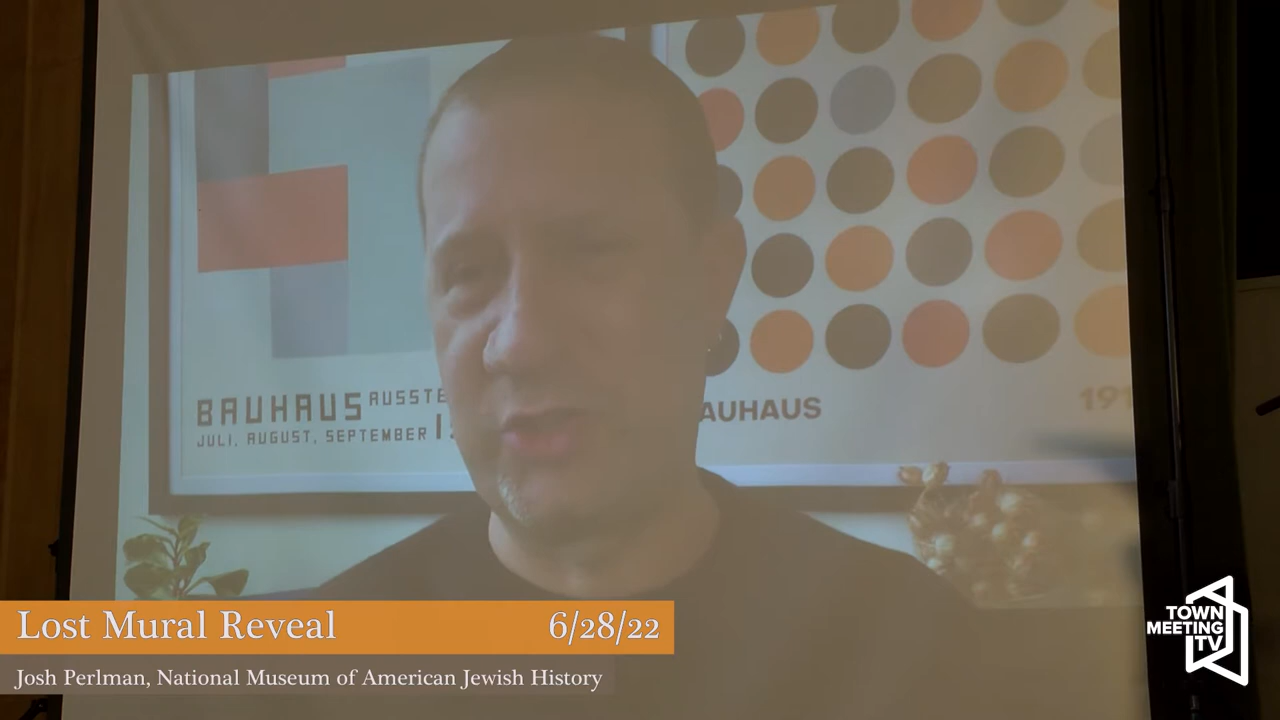 BAUHAUS AUSSTE
JULI, AUGUST, SEPTEMBER
AUHAUS
191
Lost Mural Reveal 6/28/22
Josh Perlman, National Museum of American Jewish History
TOWN
MEETING
TV